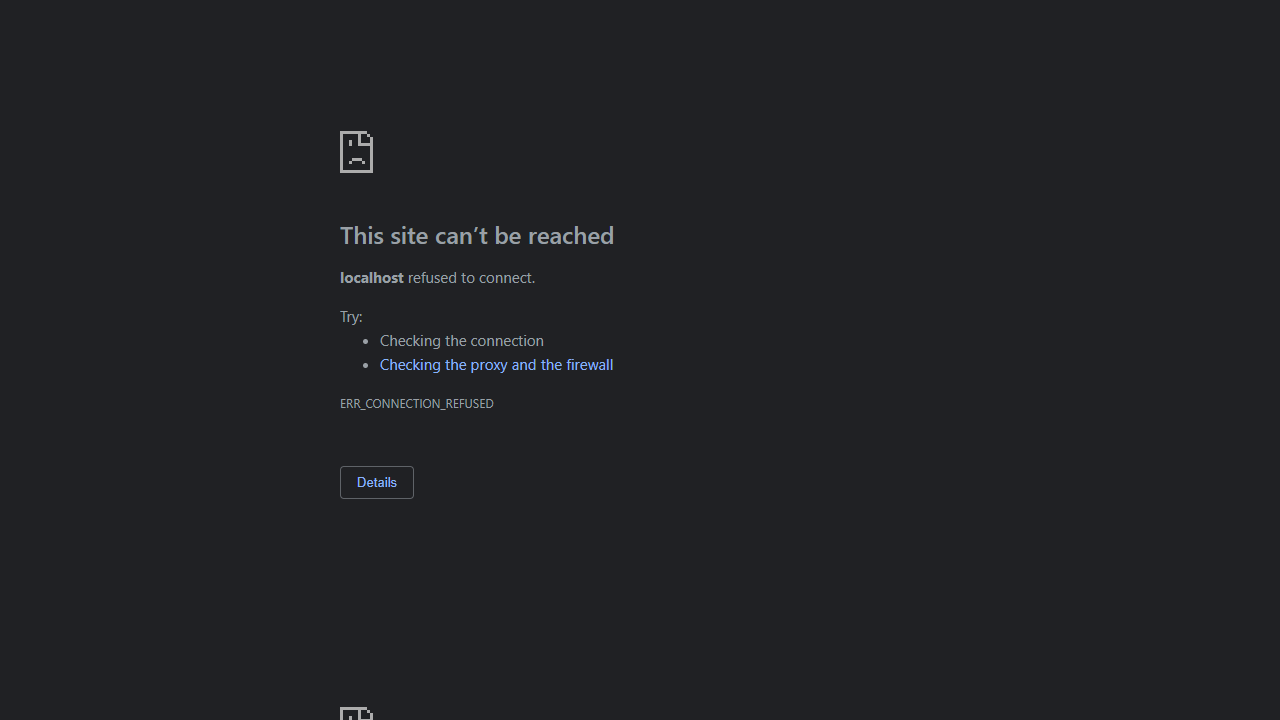 This site can’t be reached
localhost refused to connect.
Try:
Checking the connection
Checking the proxy and the firewall
ERR_CONNECTION_REFUSED
Details